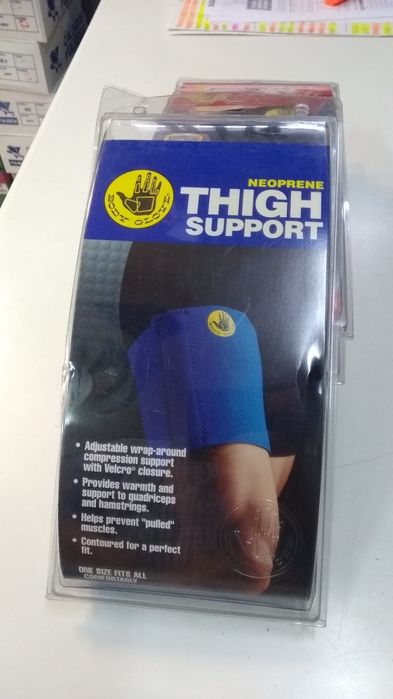 NEOPRENE
THIGH
SUPPORT
BODY GLOVE
• Adjustable wrap-around
compression support
with Velcro® closure.
• Provides warmth and
support to quadriceps
and hamstrings.
• Helps prevent "pulled"
muscles.
• Contoured for a perfect
fit.
ONE SIZE FITS ALL
COMFORTABLY